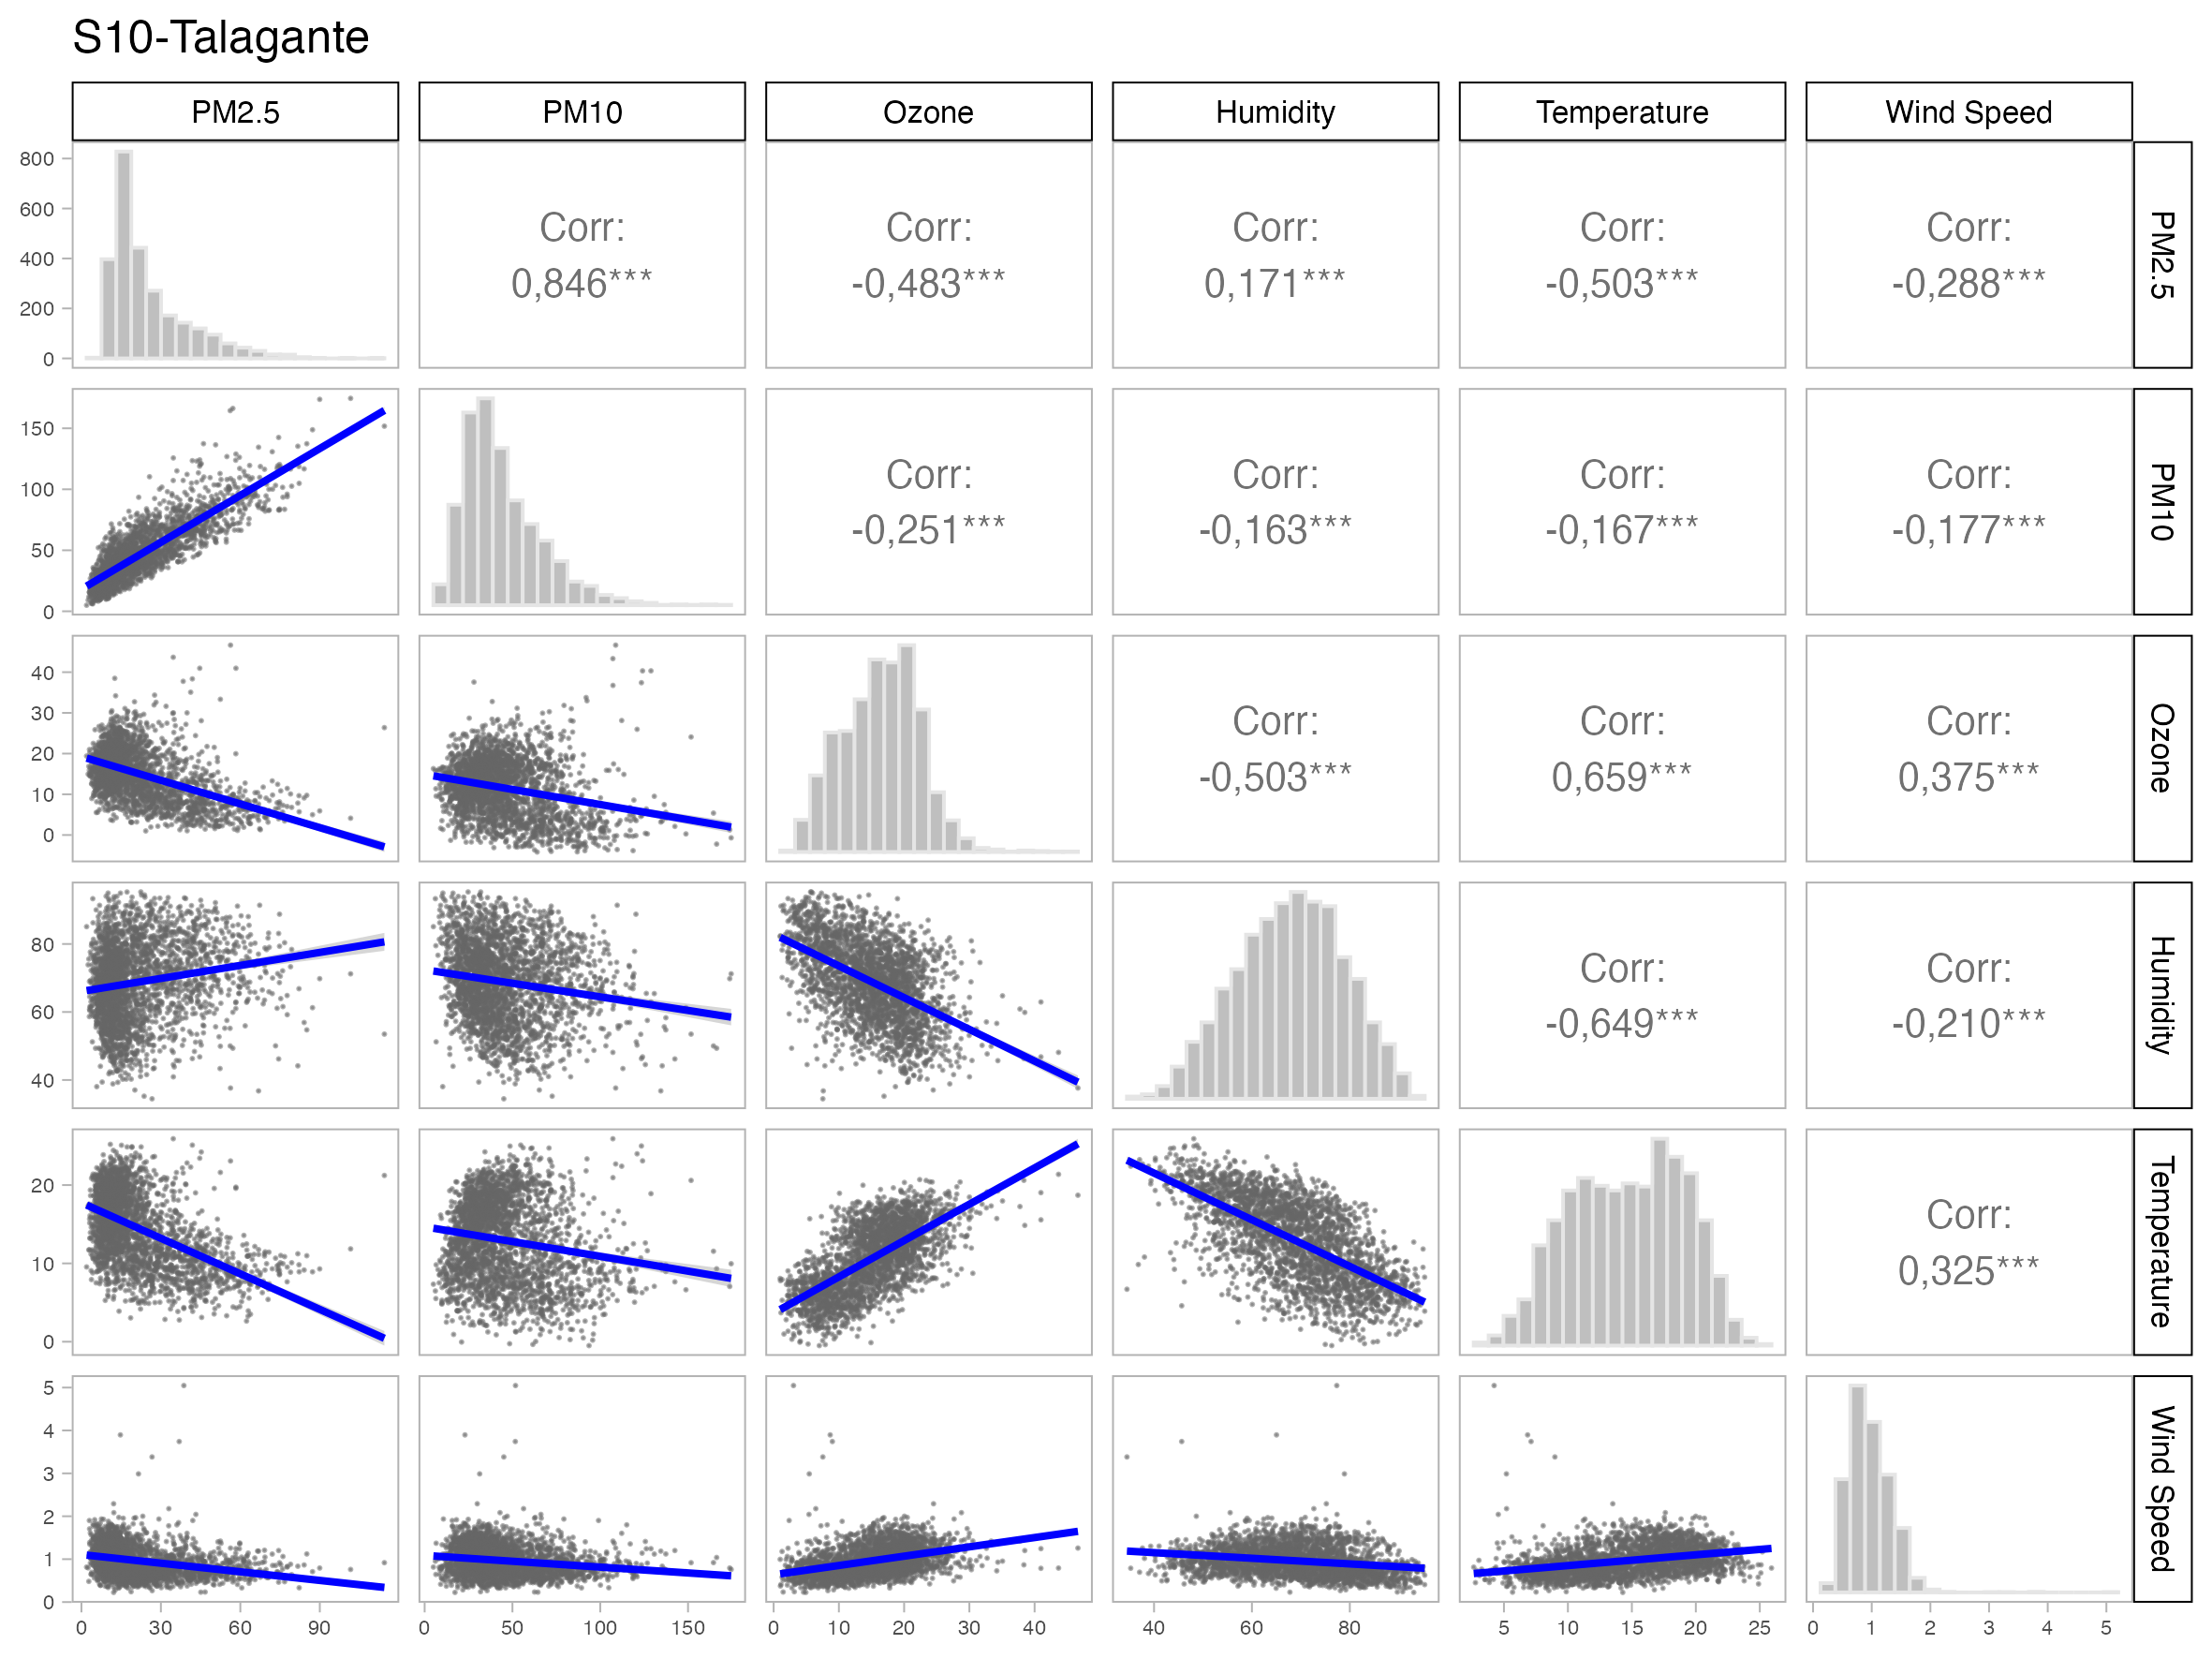 S10-Talagante
PM2.5 PM10 Ozone Humidity Temperature Wind Speed
800
600
400
200
0
Corr:
0,846***
Corr:
-0,483***
Corr:
0,171***
Corr:
-0,503***
Corr:
-0,288***
PM2.5
150
100
50
0
Corr:
-0,251***
Corr:
-0,163***
Corr:
-0,167***
Corr:
-0,177***
PM10
40
30
20
10
0
Corr:
-0,503***
Corr:
0,659***
Corr:
0,375***
Ozone
80
60
40
Corr:
-0,649***
Corr:
-0,210***
Humidity
20
10
0
Corr:
0,325***
Temperature
5
4
3
2
1
0
Wind Speed
0 30 60 90
0 50 100 150
0 10 20 30 40
40 60 80
5 10 15 20 25
0 1 2 3 4 5